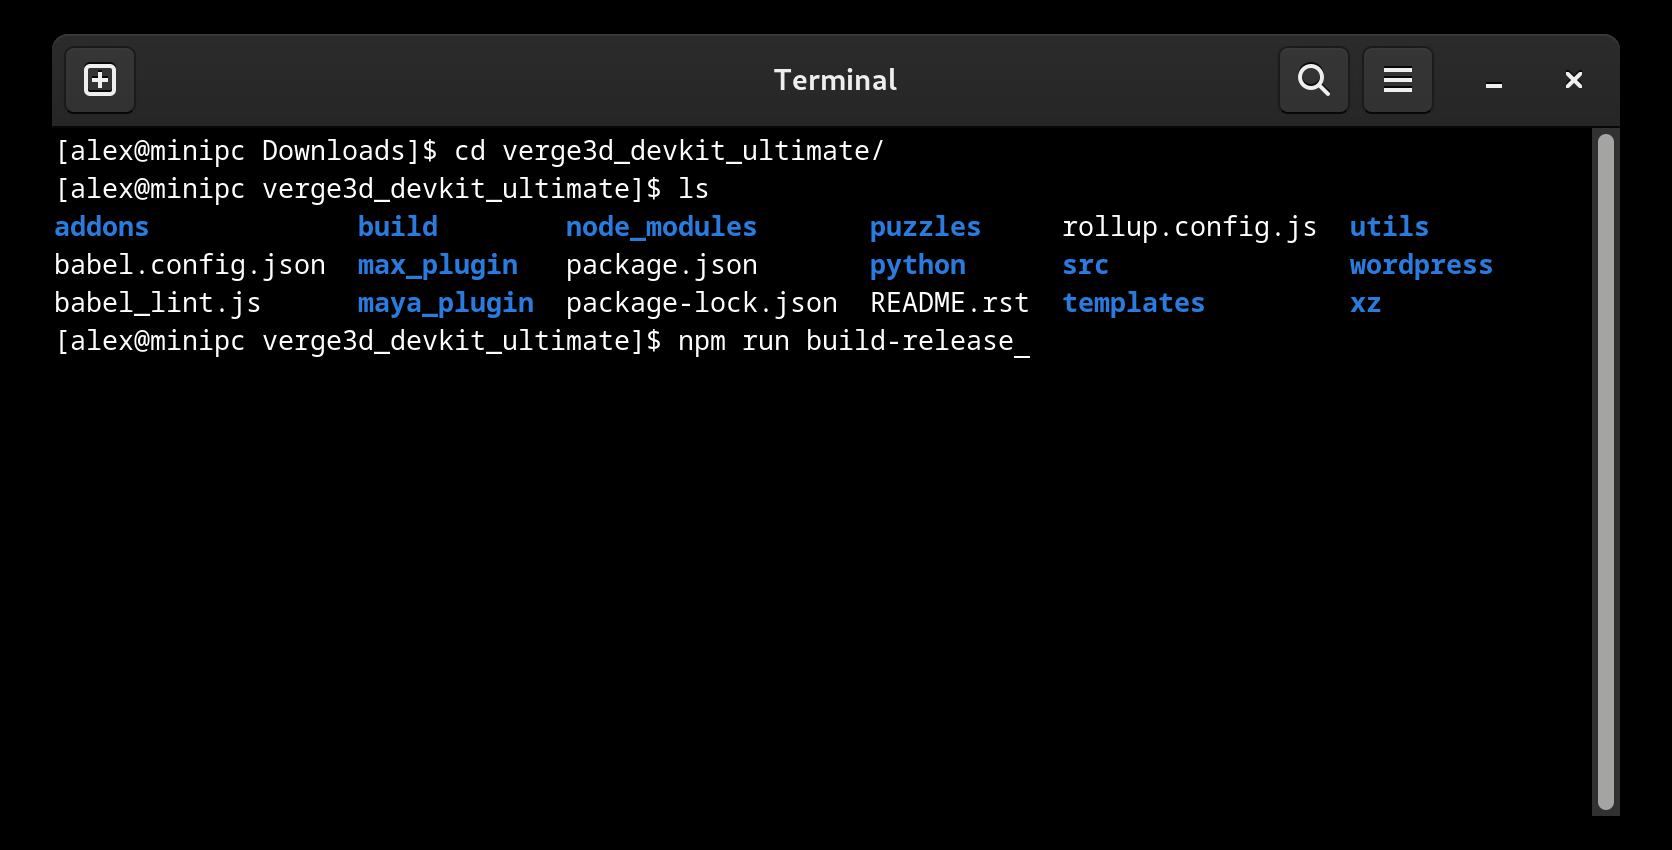 Terminal
[alex@minipc Downloads]$ cd verge3d_devkit_ultimate/
[alex@minipc verge3d_devkit_ultimate]$ ls
addons             build        node_modules       puzzles     rollup.config.js  utils
babel.config.json  max_plugin   package.json       python      src               wordpress
babel_lint.js      maya_plugin  package-lock.json  README.rst  templates         xz
[alex@minipc verge3d_devkit_ultimate]$ npm run build-release_